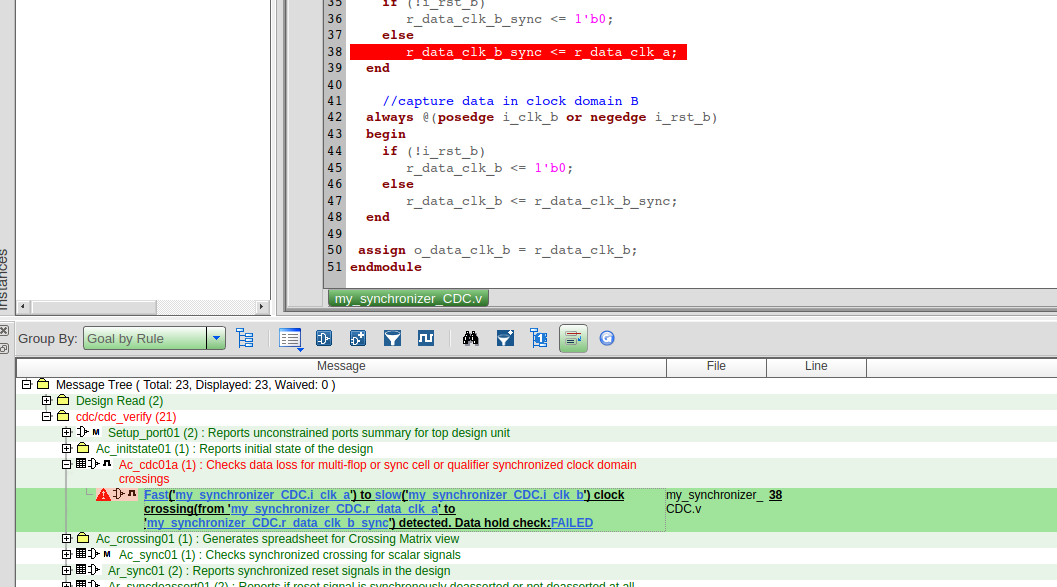 35 if (!i_rst_b)
36 r_data_clk_b_sync <= 1'b0;
37 else
38 r_data_clk_b_sync <= r_data_clk_a;
39 end
40
41 //capture data in clock domain B
42 always @(posedge i_clk_b or negedge i_rst_b)
43 begin
44 if (!i_rst_b)
45 r_data_clk_b <= 1'b0;
46 else
47 r_data_clk_b <= r_data_clk_b_sync;
48 end
49
50 assign o_data_clk_b = r_data_clk_b;
51 endmodule
Instances
my_synchronizer_CDC.v
Group By: Goal by Rule
Message File Line
Message Tree ( Total: 23, Displayed: 23, Waived: 0 )
Design Read (2)
cdc/cdc_verify (21)
M Setup_port01 (2) : Reports unconstrained ports summary for top design unit
Ac_initstate01 (1) : Reports initial state of the design
Ac_cdc01a (1) : Checks data loss for multi-flop or sync cell or qualifier synchronized clock domain
crossings
Fast('my_synchronizer_CDC.i_clk_a') to slow('my_synchronizer_CDC.i_clk_b') clock my_synchronizer_ 38
crossing(from 'my_synchronizer_CDC.r_data_clk_a' to CDC.v
'my_synchronizer_CDC.r_data_clk_b_sync') detected. Data hold check:FAILED
Ac_crossing01 (1) : Generates spreadsheet for Crossing Matrix view
M Ac_sync01 (1) : Checks synchronized crossing for scalar signals
Ar_sync01 (2) : Reports synchronized reset signals in the design
Ar_syncdeassert01 (2) : Reports if reset signal is synchronously deasserted or not deasserted at all